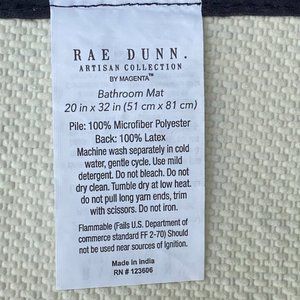 RAE DUNN.
ARTISAN COLLECTION
BY MAGENTA™
Bathroom Mat
20 in x 32 in (51 cm x 81 cm)
Pile: 100% Microfiber Polyester
Back: 100% Latex
Machine wash separately in cold
water, gentle cycle. Use mild
detergent. Do not bleach. Do not
dry clean. Tumble dry at low heat.
do not pull long yarn ends, trim
with scissors. Do not iron.
Flammable (Fails U.S. Department of
commerce standard FF 2-70) Should
not be used near sources of ignition.
Made in India
RN # 123606